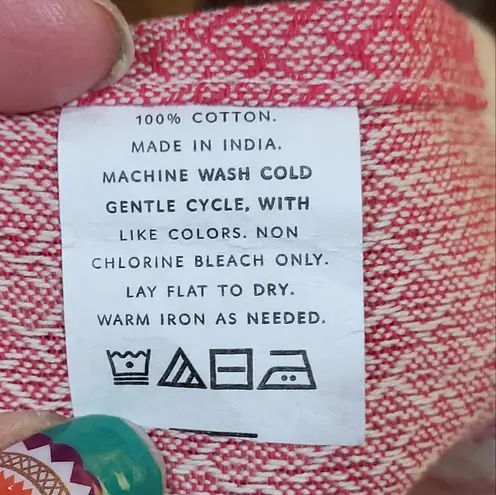 100% COTTON.
MADE IN INDIA.
MACHINE WASH COLD
GENTLE CYCLE, WITH
LIKE COLORS. NON
CHLORINE BLEACH ONLY.
LAY FLAT TO DRY.
WARM IRON AS NEEDED.